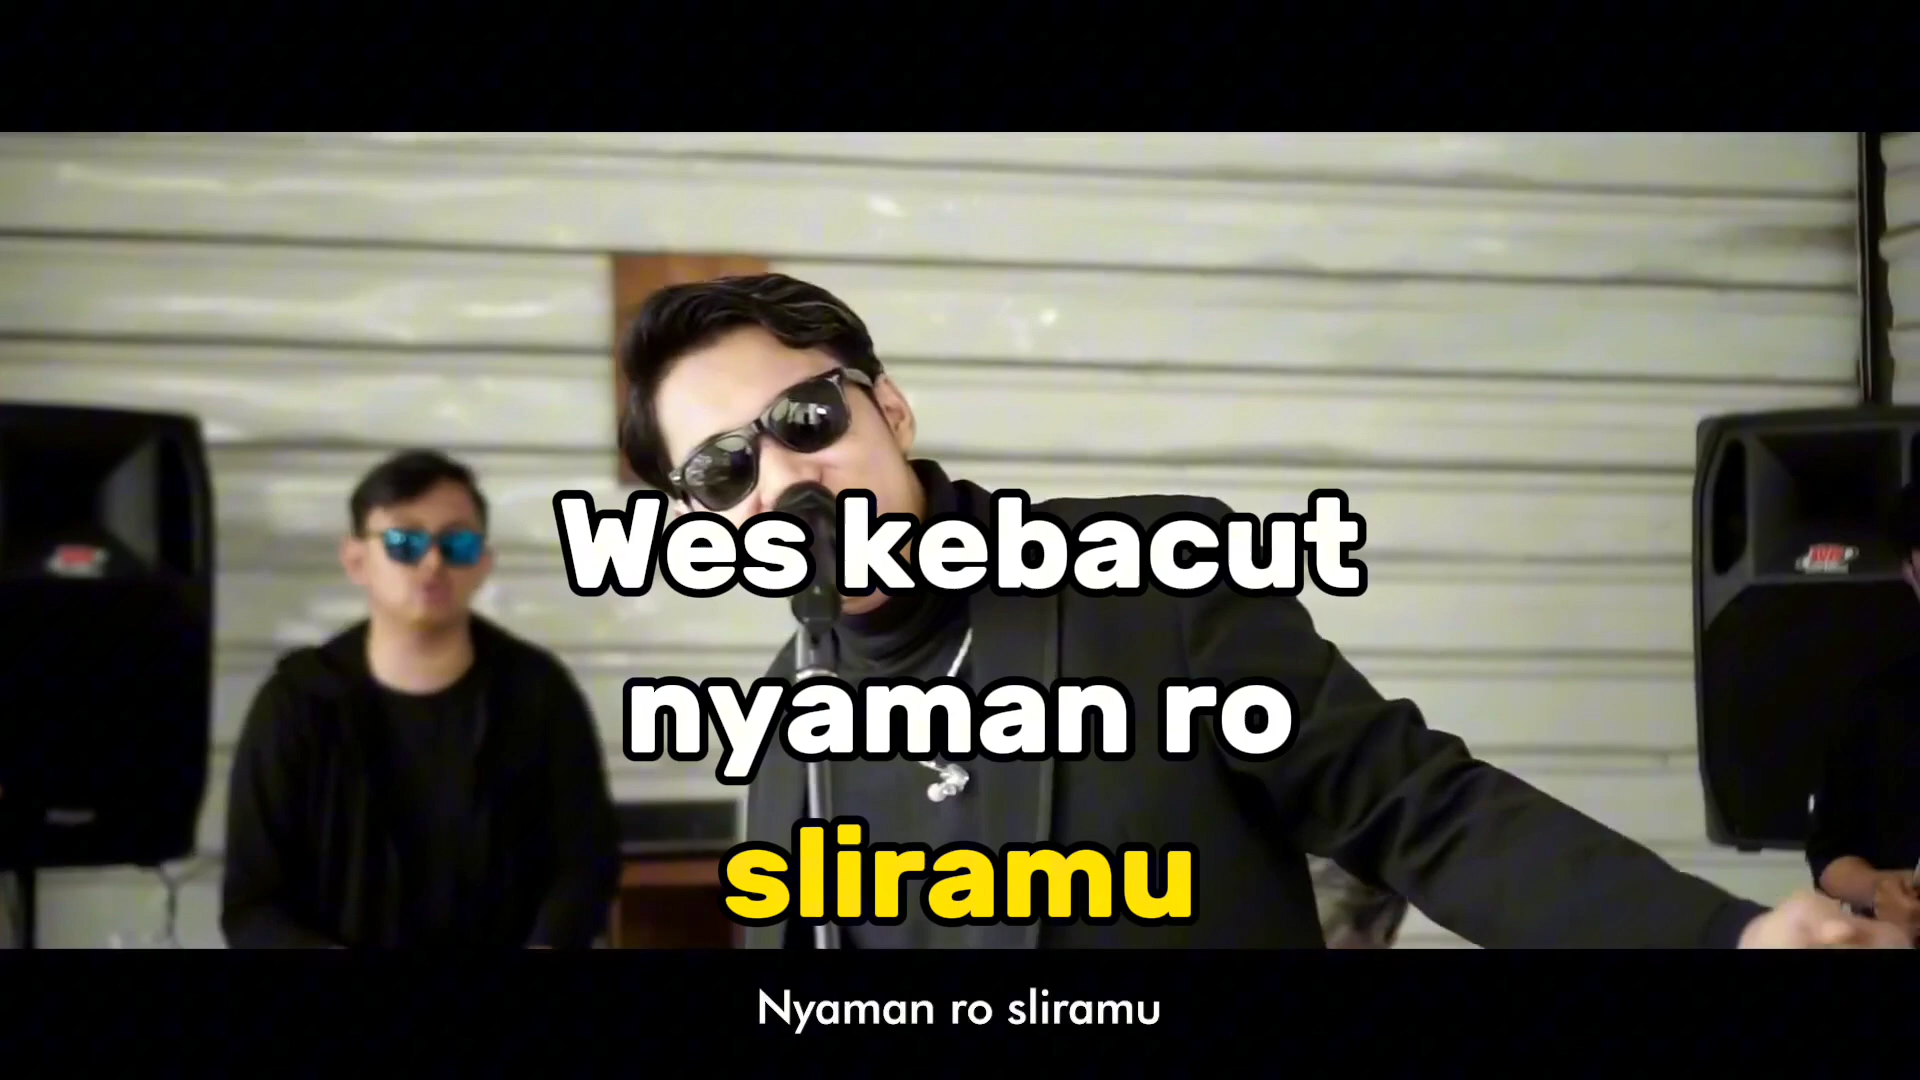 Wes kebacut
nyaman ro
sliramu
Nyaman ro sliramu